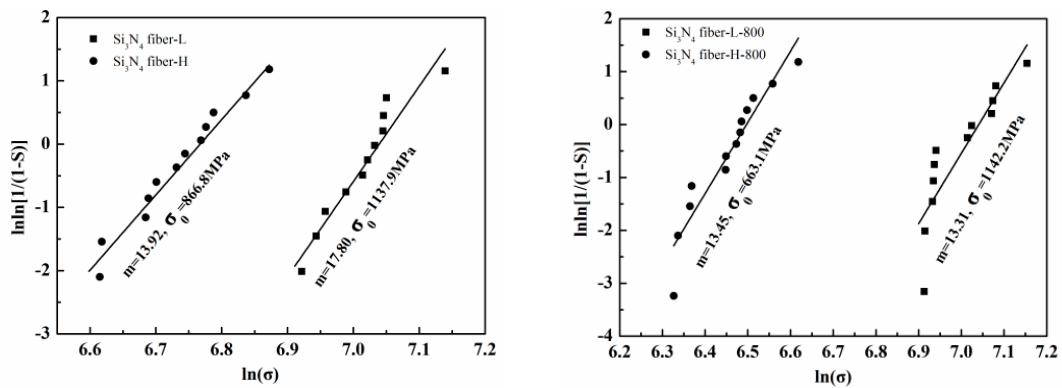 2
1
0
-1
-2
-3
lnln[1/(1-S)]
Si₃N₄ fiber-L
Si₃N₄ fiber-H
m=13.92, σ₀=866.8MPa
m=17.80, σ₀=1137.9MPa
6.6 6.7 6.8 6.9 7.0 7.1 7.2
ln(σ)
2
1
0
-1
-2
-3
-4
lnln[1/(1-S)]
Si₃N₄ fiber-L-800
Si₃N₄ fiber-H-800
m=13.45, σ₀=663.1MPa
m=13.31, σ₀=1142.2MPa
6.2 6.3 6.4 6.5 6.6 6.7 6.8 6.9 7.0 7.1 7.2
ln(σ)